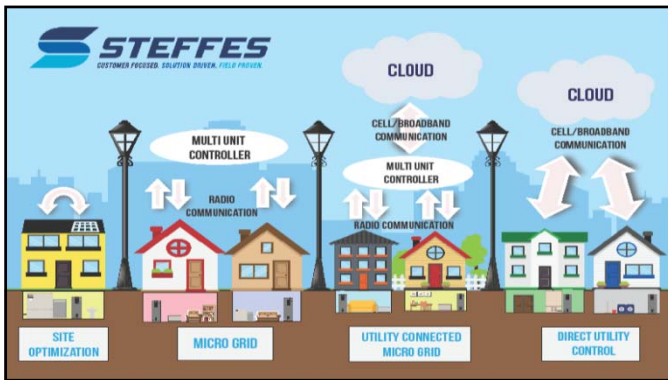 STEFFES
CUSTOMER FOCUSED. SOLUTION DRIVEN. FIELD PROVEN.
MULTI UNIT
CONTROLLER
RADIO
COMMUNICATION
CLOUD
CELL/BROADBAND
COMMUNICATION
MULTI UNIT
CONTROLLER
RADIO COMMUNICATION
CLOUD
CELL/BROADBAND
COMMUNICATION
SITE
OPTIMIZATION
MICRO GRID
UTILITY CONNECTED
MICRO GRID
DIRECT UTILITY
CONTROL